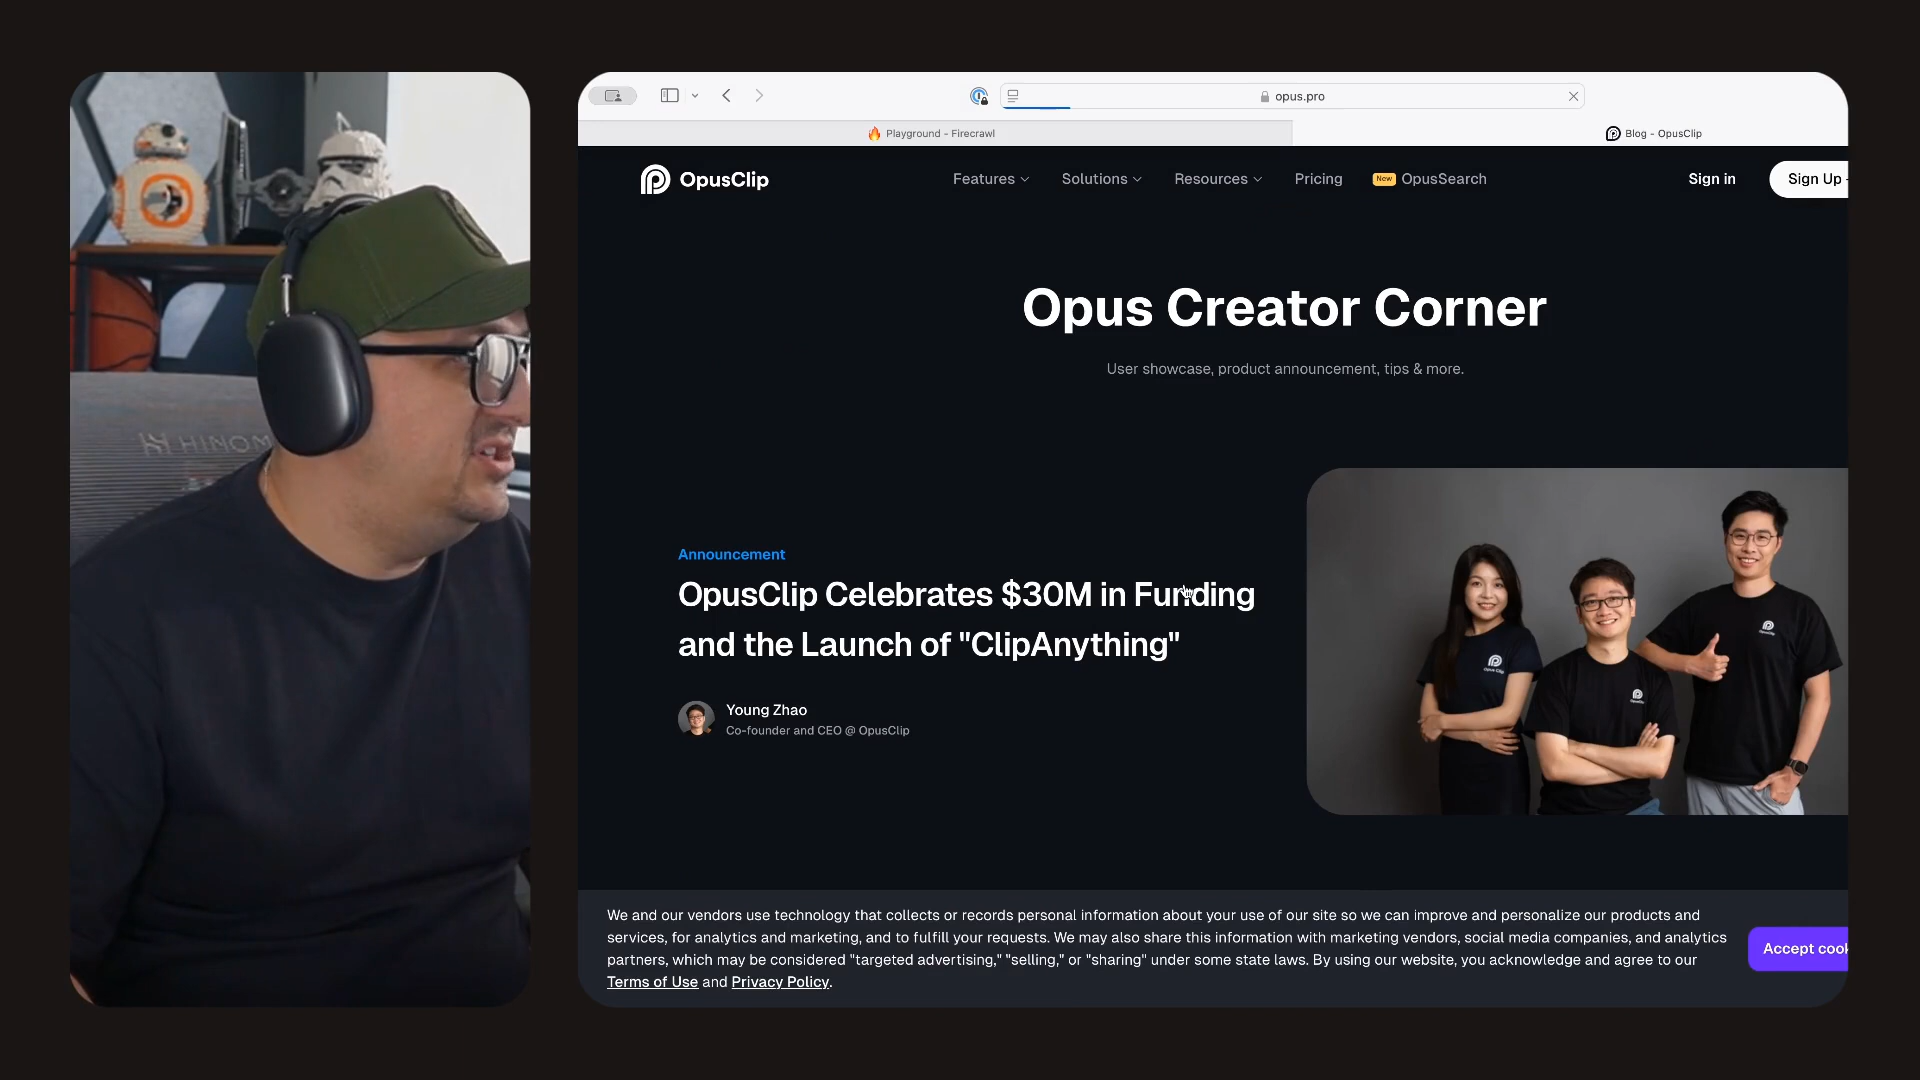 HINOM
opus.pro
Playground - Firecrawl
Blog - OpusClip
OpusClip
Features
Solutions
Resources
Pricing
New
OpusSearch
Sign in
Sign Up
Opus Creator Corner
User showcase, product announcement, tips & more.
Announcement
OpusClip Celebrates $30M in Funding
and the Launch of "ClipAnything"
Young Zhao
Co-founder and CEO @ OpusClip
We and our vendors use technology that collects or records personal information about your use of our site so we can improve and personalize our products and
services, for analytics and marketing, and to fulfill your requests. We may also share this information with marketing vendors, social media companies, and analytics
partners, which may be considered "targeted advertising," "selling," or "sharing" under some state laws. By using our website, you acknowledge and agree to our
Terms of Use and Privacy Policy.
Accept cook